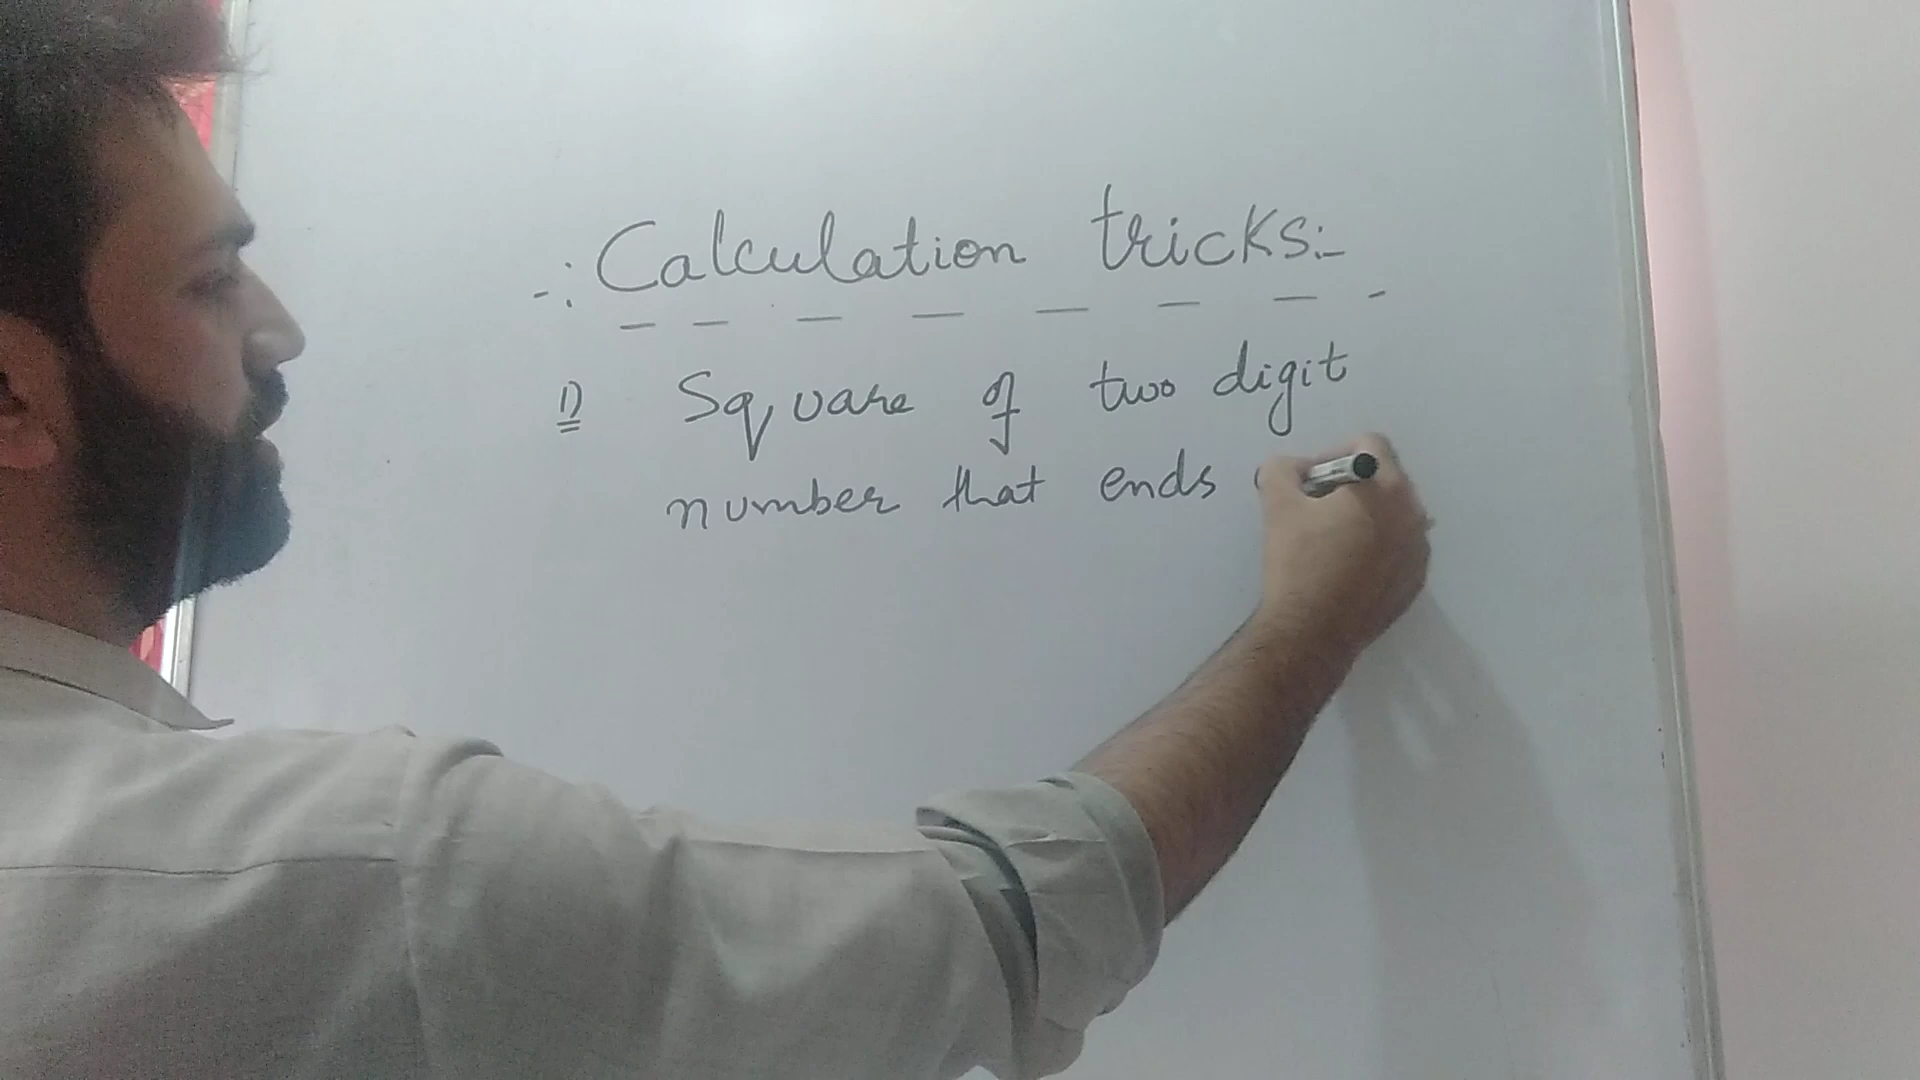 -: Calculation tricks:-
1) Square of two digit
number that ends